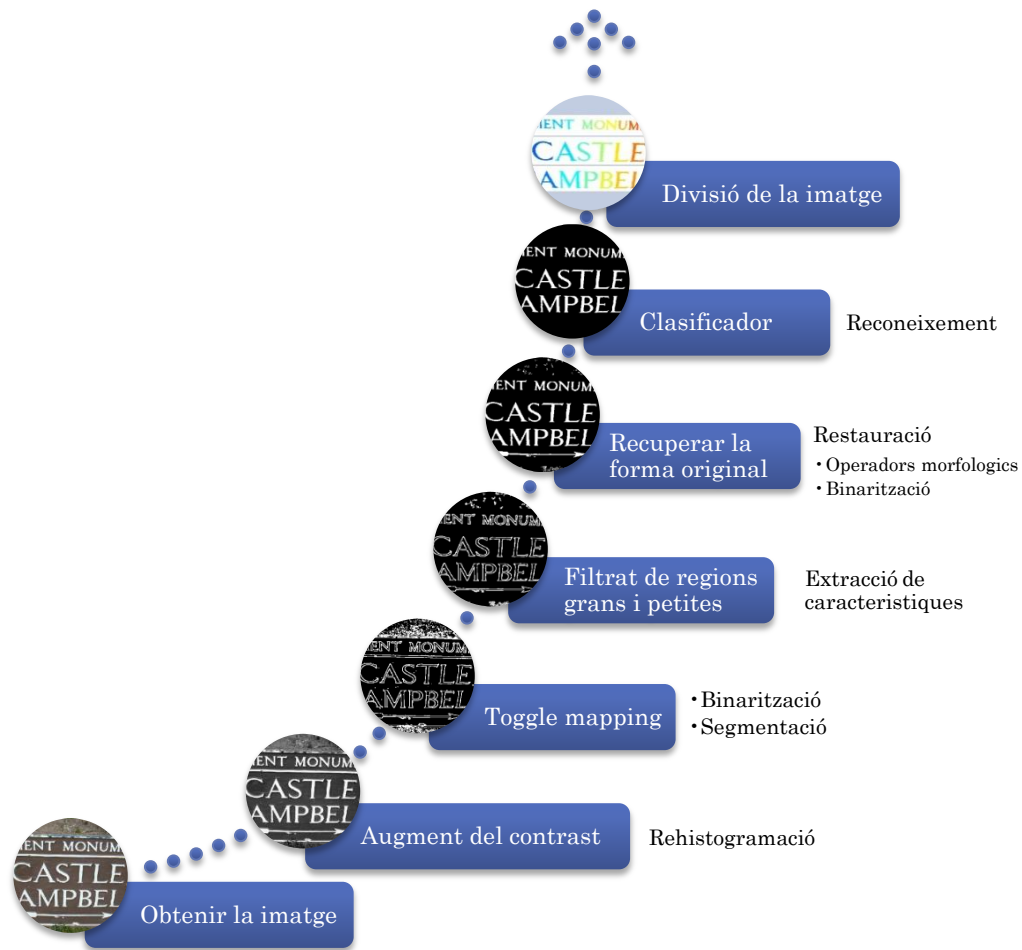 IENT MONUM
CASTLE
AMPBEL
Divisió de la imatge
ENT MONUM
CASTLE
AMPBEL
Clasificador
Reconeixement
ENT MONUM
CASTLE
AMPBEL
Recuperar la
forma original
Restauració
• Operadors morfologics
• Binarització
ENT MONUM
CASTLE
AMPBEL
Filtrat de regions
grans i petites
Extracció de
caracteristiques
ENT MONUM
CASTLE
AMPBEL
Toggle mapping
• Binarització
• Segmentació
ENT MONUM
CASTLE
AMPBEL
Augment del contrast
Rehistogramació
ENT MONUM
CASTLE
AMPBEL
Obtenir la imatge